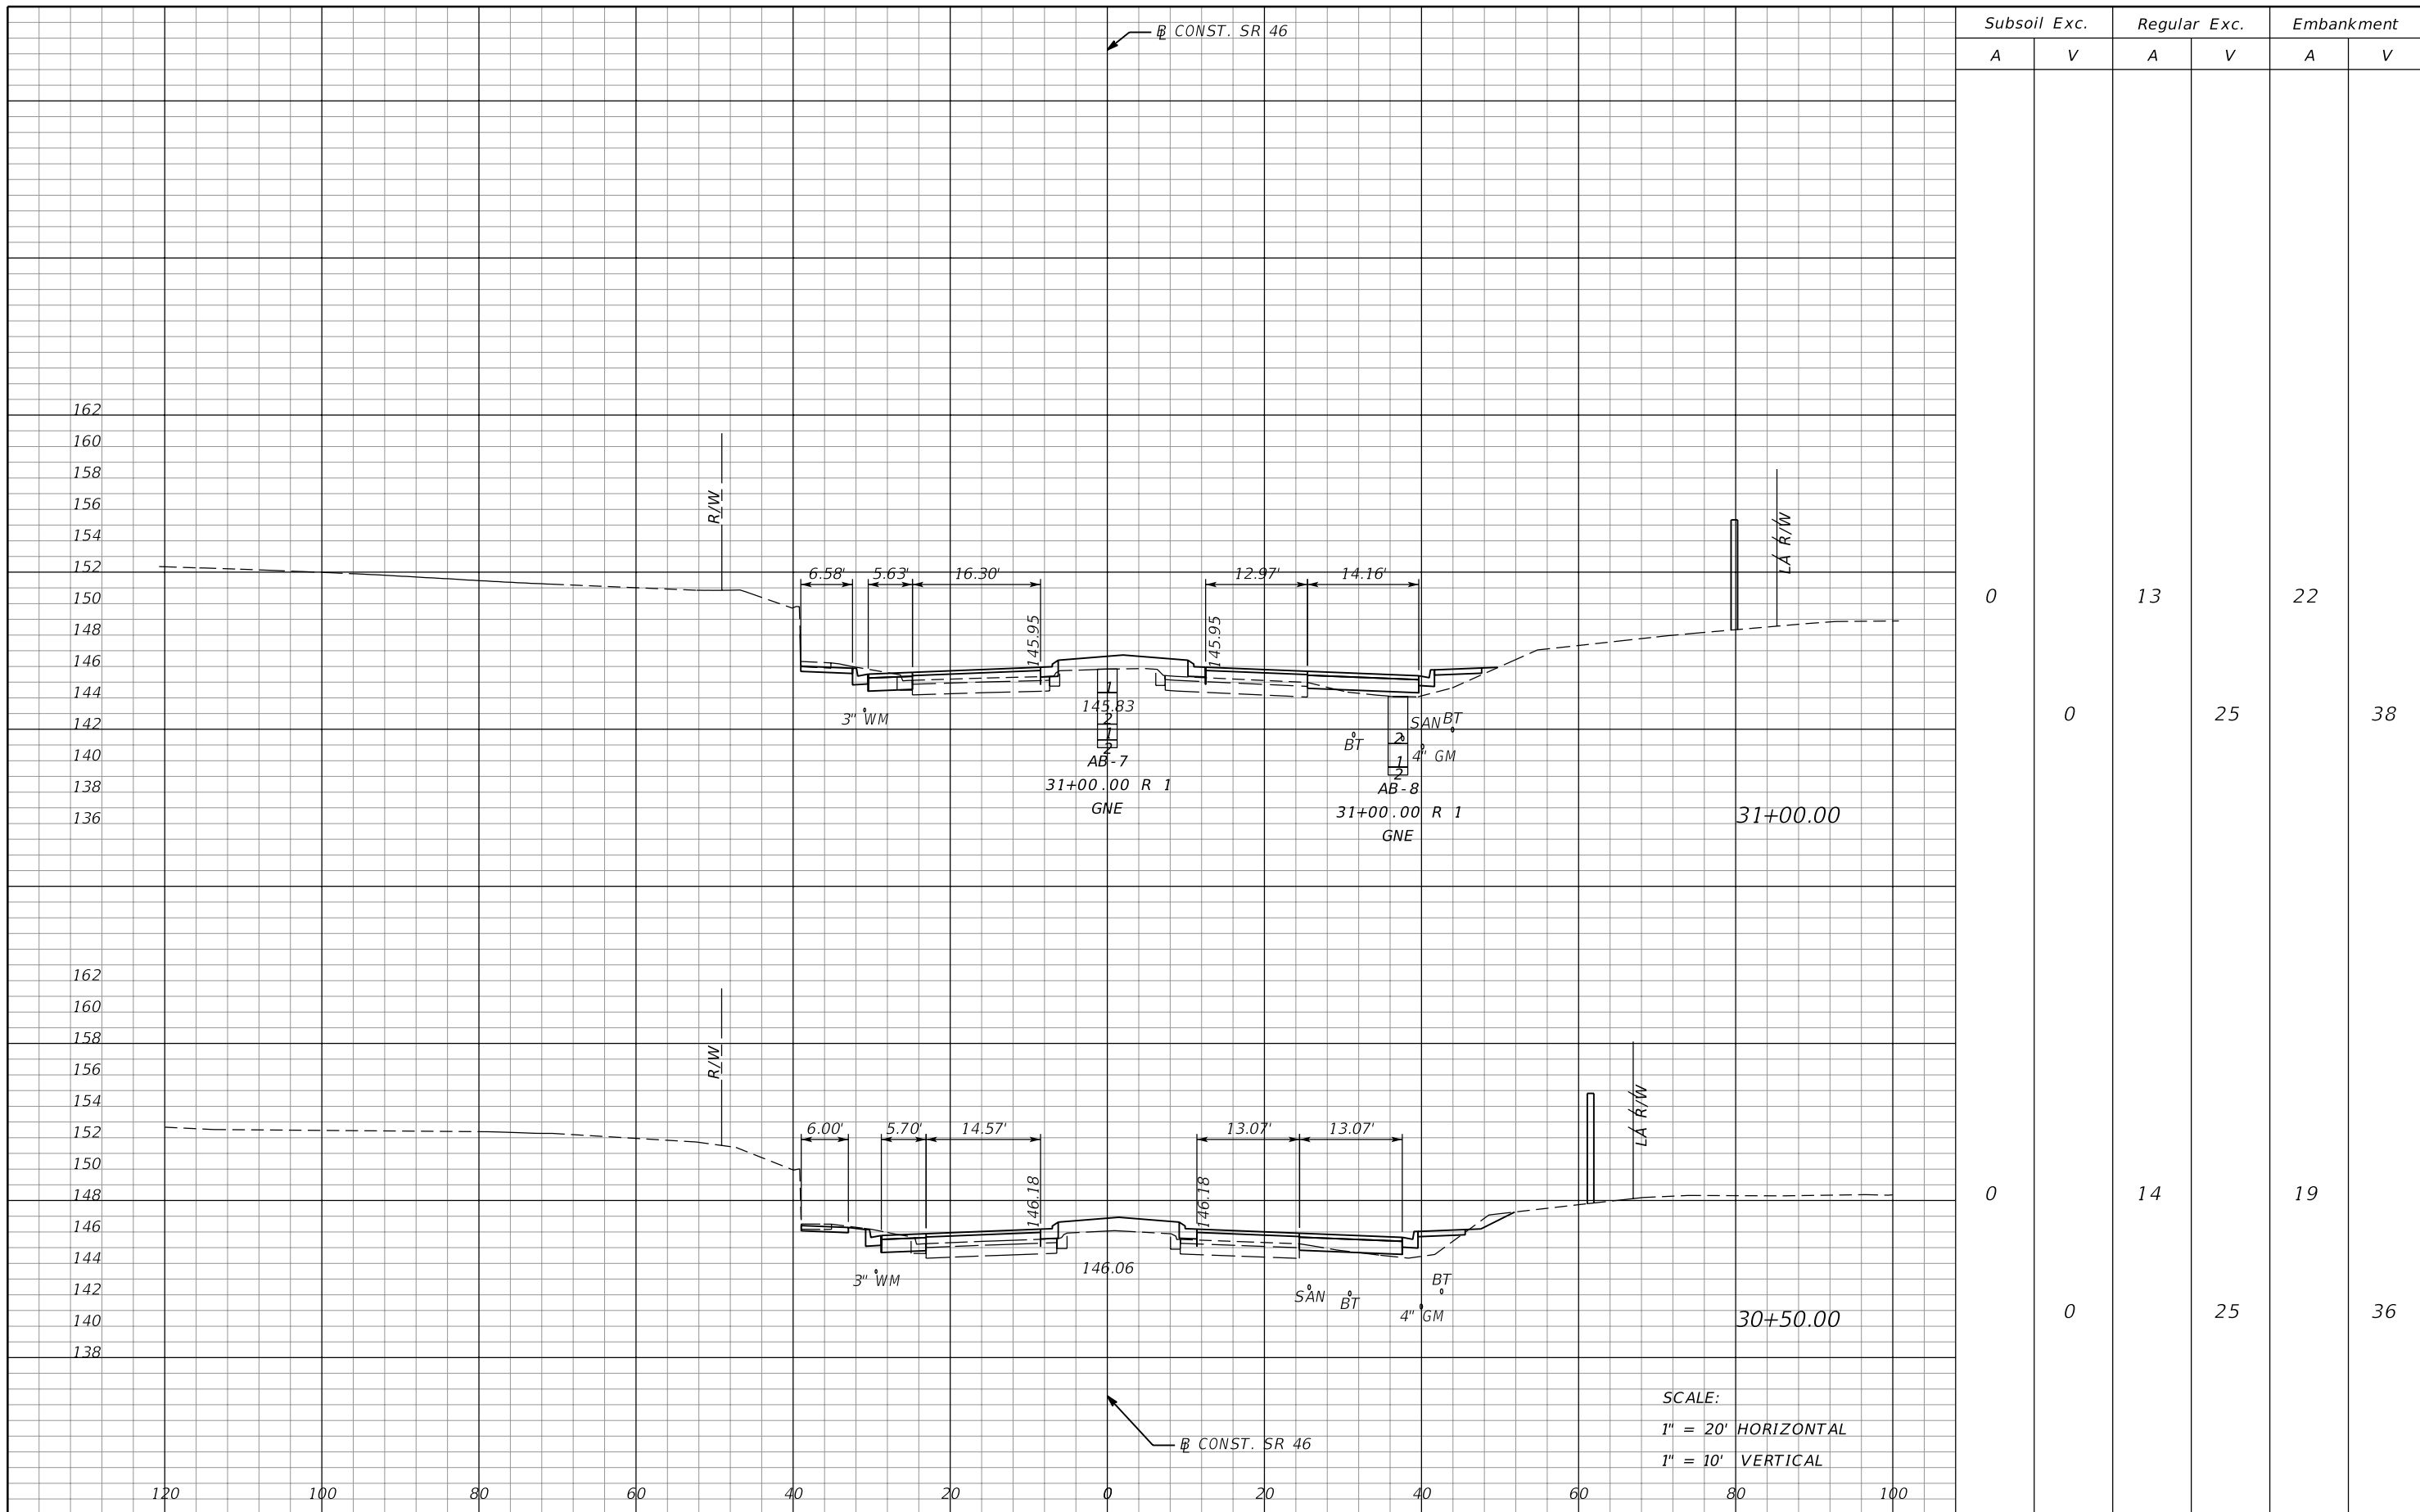 B CONST. SR 46
Subsoil Exc. Regular Exc. Embankment
A V A V A V
162
160
158
156
154
152
150
148
146
144
142
140
138
136
R/W
6.58' 5.63' 16.30' 12.97' 14.16'
145.95 145.95
LA R/W
0 13 22
3" WM
1
145.83
2
1
2
AB-7
31+00.00 R 1
GNE
BT
SAN BT
2
4" GM
1
2
AB-8
31+00.00 R 1
GNE
31+00.00
0 25 38
162
160
158
156
154
152
150
148
146
144
142
140
138
R/W
6.00' 5.70' 14.57' 13.07' 13.07'
146.18 146.18
LA R/W
0 14 19
3" WM
146.06
SAN
BT
BT
4" GM
30+50.00
0 25 36
SCALE:
1" = 20' HORIZONTAL
1" = 10' VERTICAL
B CONST. SR 46
120 100 80 60 40 20 0 20 40 60 80 100